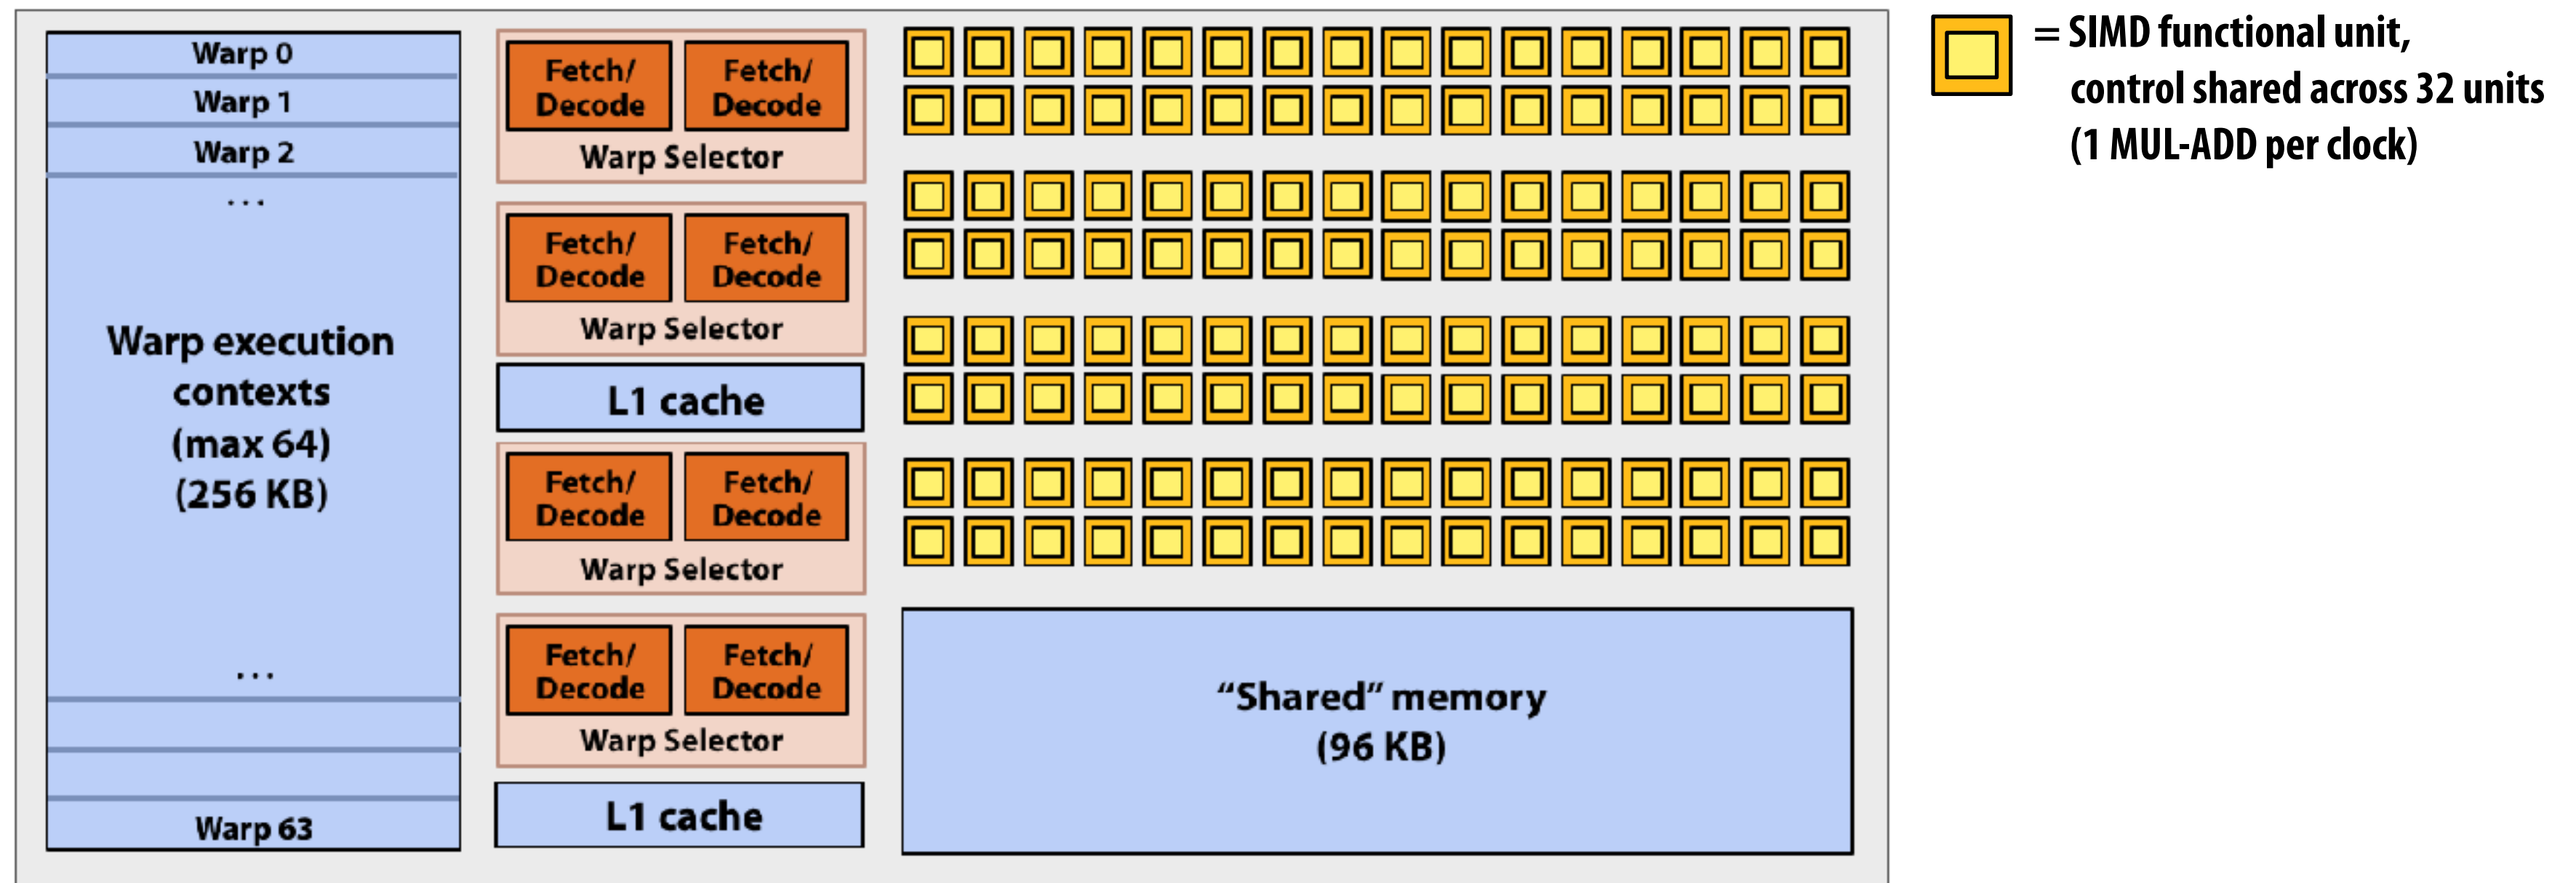 Warp 0
Warp 1
Warp 2
...
Warp execution
contexts
(max 64)
(256 KB)
...
Warp 63
Fetch/
Decode
Fetch/
Decode
Warp Selector
Fetch/
Decode
Fetch/
Decode
Warp Selector
L1 cache
Fetch/
Decode
Fetch/
Decode
Warp Selector
Fetch/
Decode
Fetch/
Decode
Warp Selector
L1 cache
“Shared” memory
(96 KB)
= SIMD functional unit,
control shared across 32 units
(1 MUL-ADD per clock)